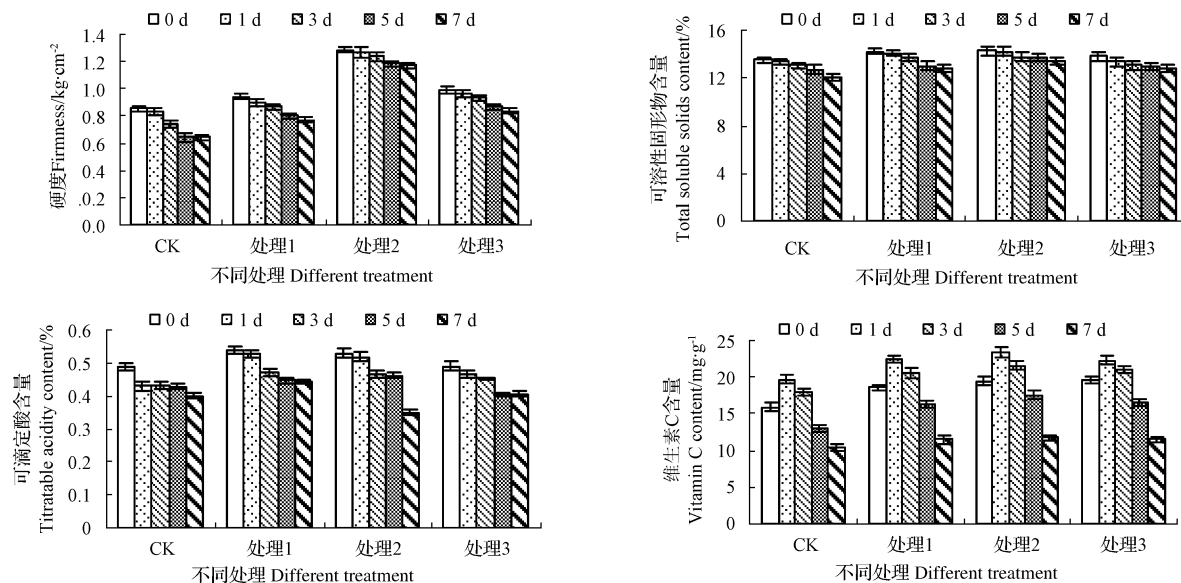 0 d 1 d 3 d 5 d 7 d
硬度Firmness/kg·cm-2
1.4
1.2
1.0
0.8
0.6
0.4
0.2
0.0
CK 处理1 处理2 处理3
不同处理 Different treatment
0 d 1 d 3 d 5 d 7 d
可溶性固形物含量
Total soluble solids content/%
16
12
8
4
0
CK 处理1 处理2 处理3
不同处理 Different treatment
0 d 1 d 3 d 5 d 7 d
可滴定酸含量
Titratable acidity content/%
0.6
0.5
0.4
0.3
0.2
0.1
0
CK 处理1 处理2 处理3
不同处理 Different treatment
0 d 1 d 3 d 5 d 7 d
维生素C含量
Vitamin C content/mg·g-1
25
20
15
10
5
0
CK 处理1 处理2 处理3
不同处理 Different treatment